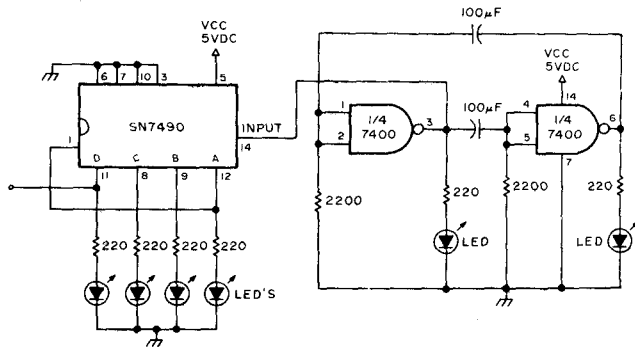 100µF
VCC
5VDC
VCC
5VDC
6 7 10 3 5
SN7490
1
INPUT
14
D C B A
11 8 9 12
220 220 220 220
LED'S
1
2
1/4
7400
3
100µF
4
5
1/4
7400
14
6
7
2200
220
2200
220
LED
LED